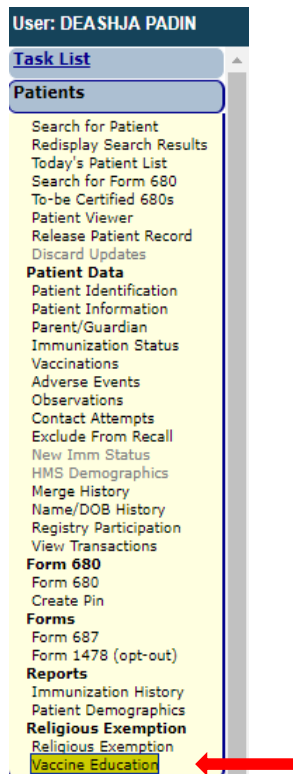 User: DEASHJA PADIN
Task List
Patients
Search for Patient
Redisplay Search Results
Today's Patient List
Search for Form 680
To-be Certified 680s
Patient Viewer
Release Patient Record
Discard Updates
Patient Data
Patient Identification
Patient Information
Parent/Guardian
Immunization Status
Vaccinations
Adverse Events
Observations
Contact Attempts
Exclude From Recall
New Imm Status
HMS Demographics
Merge History
Name/DOB History
Registry Participation
View Transactions
Form 680
Form 680
Create Pin
Forms
Form 687
Form 1478 (opt-out)
Reports
Immunization History
Patient Demographics
Religious Exemption
Religious Exemption
Vaccine Education